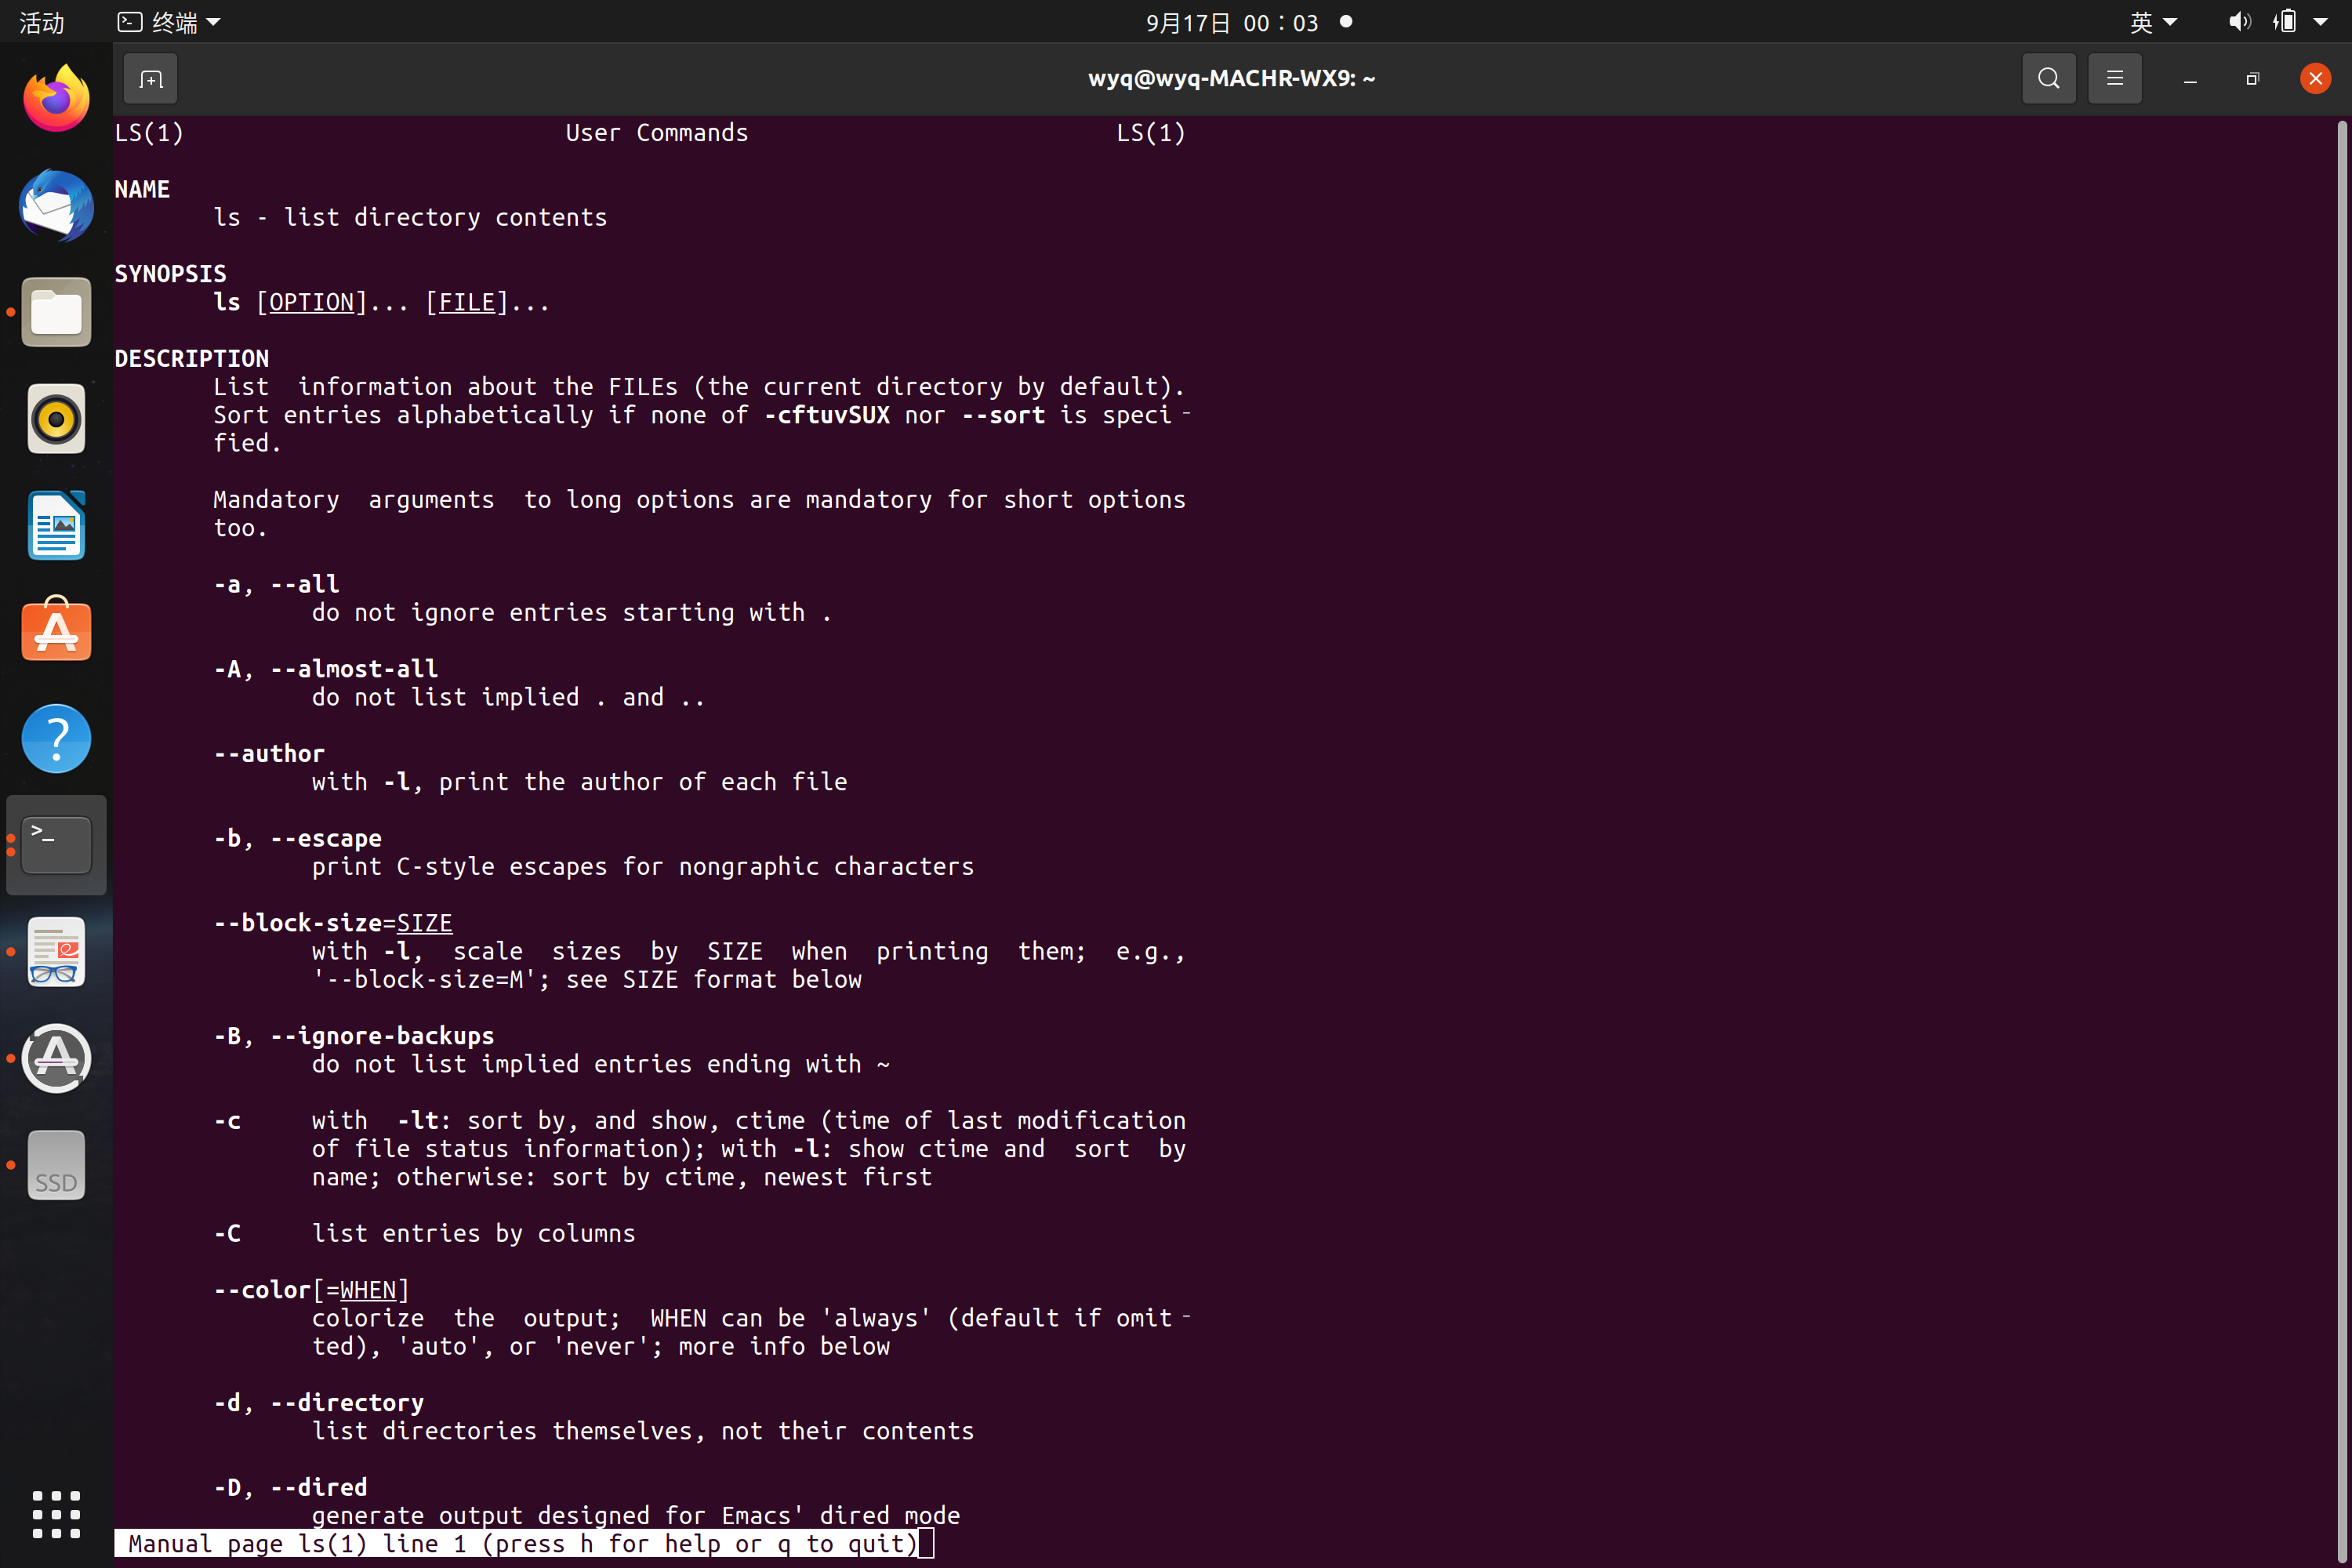 活动 终端 9月17日 00：03 英
wyq@wyq-MACHR-WX9: ~
LS(1) User Commands LS(1)
NAME
ls - list directory contents
SYNOPSIS
ls [OPTION]... [FILE]...
DESCRIPTION
List information about the FILEs (the current directory by default).
Sort entries alphabetically if none of -cftuvSUX nor --sort is speci-
fied.
Mandatory arguments to long options are mandatory for short options
too.
-a, --all
do not ignore entries starting with .
-A, --almost-all
do not list implied . and ..
--author
with -l, print the author of each file
-b, --escape
print C-style escapes for nongraphic characters
--block-size=SIZE
with -l, scale sizes by SIZE when printing them; e.g.,
'--block-size=M'; see SIZE format below
-B, --ignore-backups
do not list implied entries ending with ~
-c with -lt: sort by, and show, ctime (time of last modification
of file status information); with -l: show ctime and sort by
name; otherwise: sort by ctime, newest first
-C list entries by columns
--color[=WHEN]
colorize the output; WHEN can be 'always' (default if omit-
ted), 'auto', or 'never'; more info below
-d, --directory
list directories themselves, not their contents
-D, --dired
generate output designed for Emacs' dired mode
Manual page ls(1) line 1 (press h for help or q to quit)
SSD